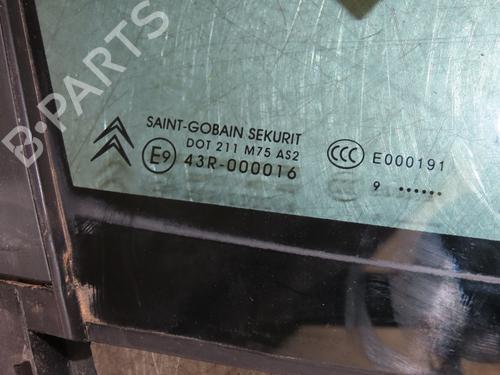 B-PARTS
SAINT-GOBAIN SEKURIT
DOT 211 M75 AS2
E9 43R-000016
CCC E000191
9 ......